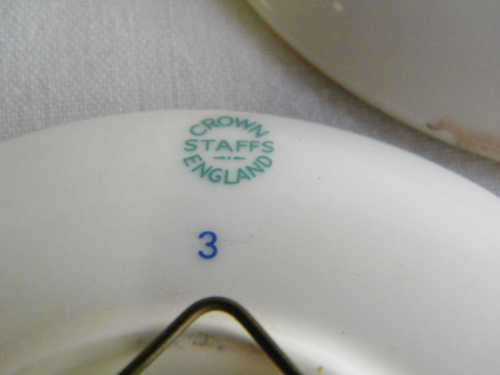 CROWN
STAFFS
ENGLAND
3